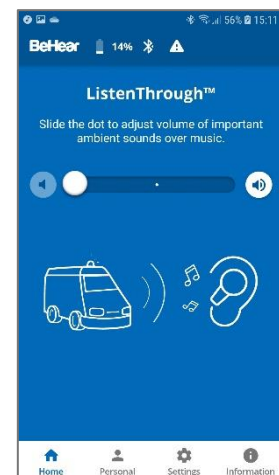 56% 15:11
BeHear 14%
ListenThrough™
Slide the dot to adjust volume of important
ambient sounds over music.
Home Personal Settings Information